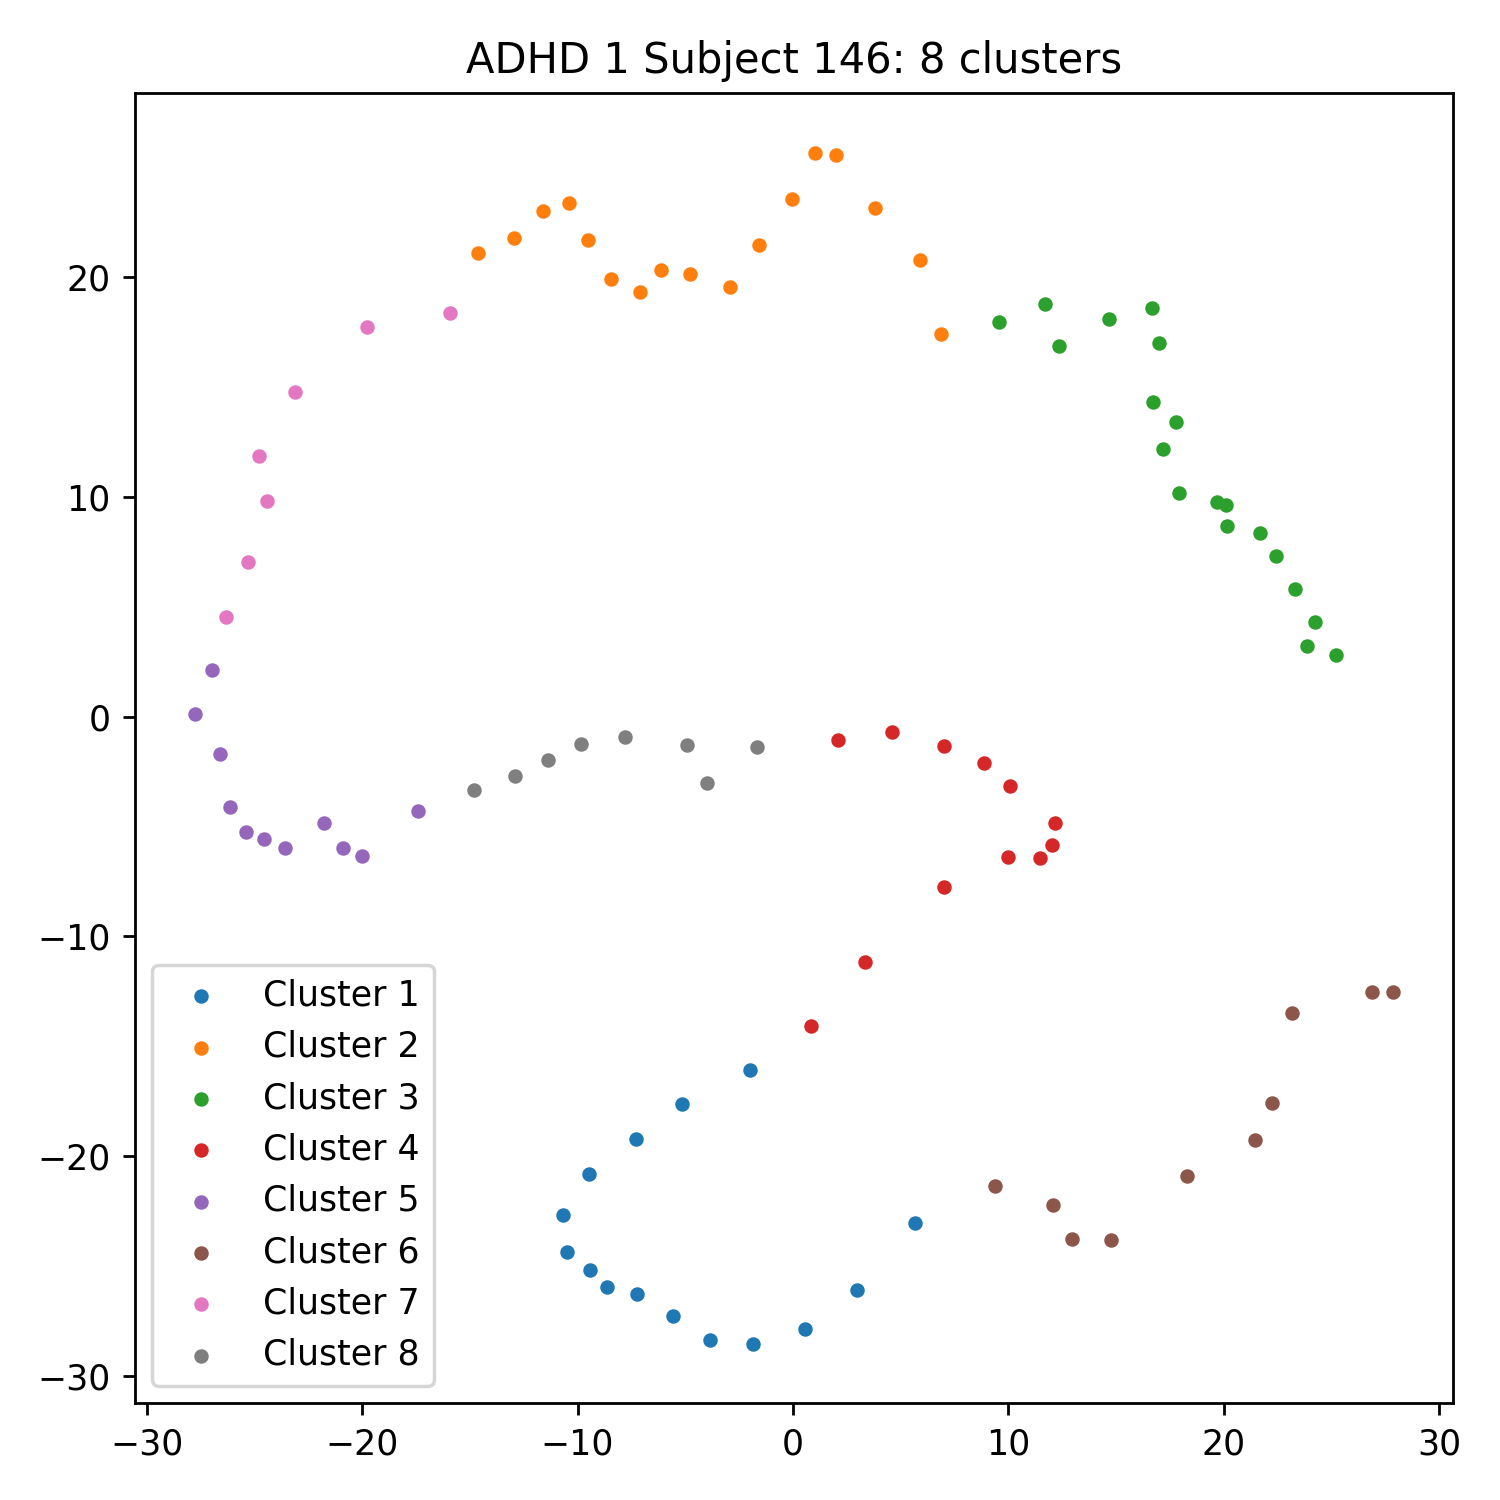 ADHD 1 Subject 146: 8 clusters
20
10
0
−10
−20
−30
Cluster 1
Cluster 2
Cluster 3
Cluster 4
Cluster 5
Cluster 6
Cluster 7
Cluster 8
−30 −20 −10 0 10 20 30